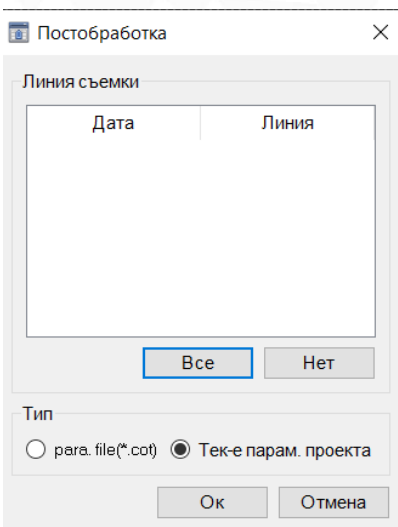 Постобработка
Линия съемки
Дата Линия
Все Нет
Тип
para. file(*.cot) Тек-е парам. проекта
Ок Отмена